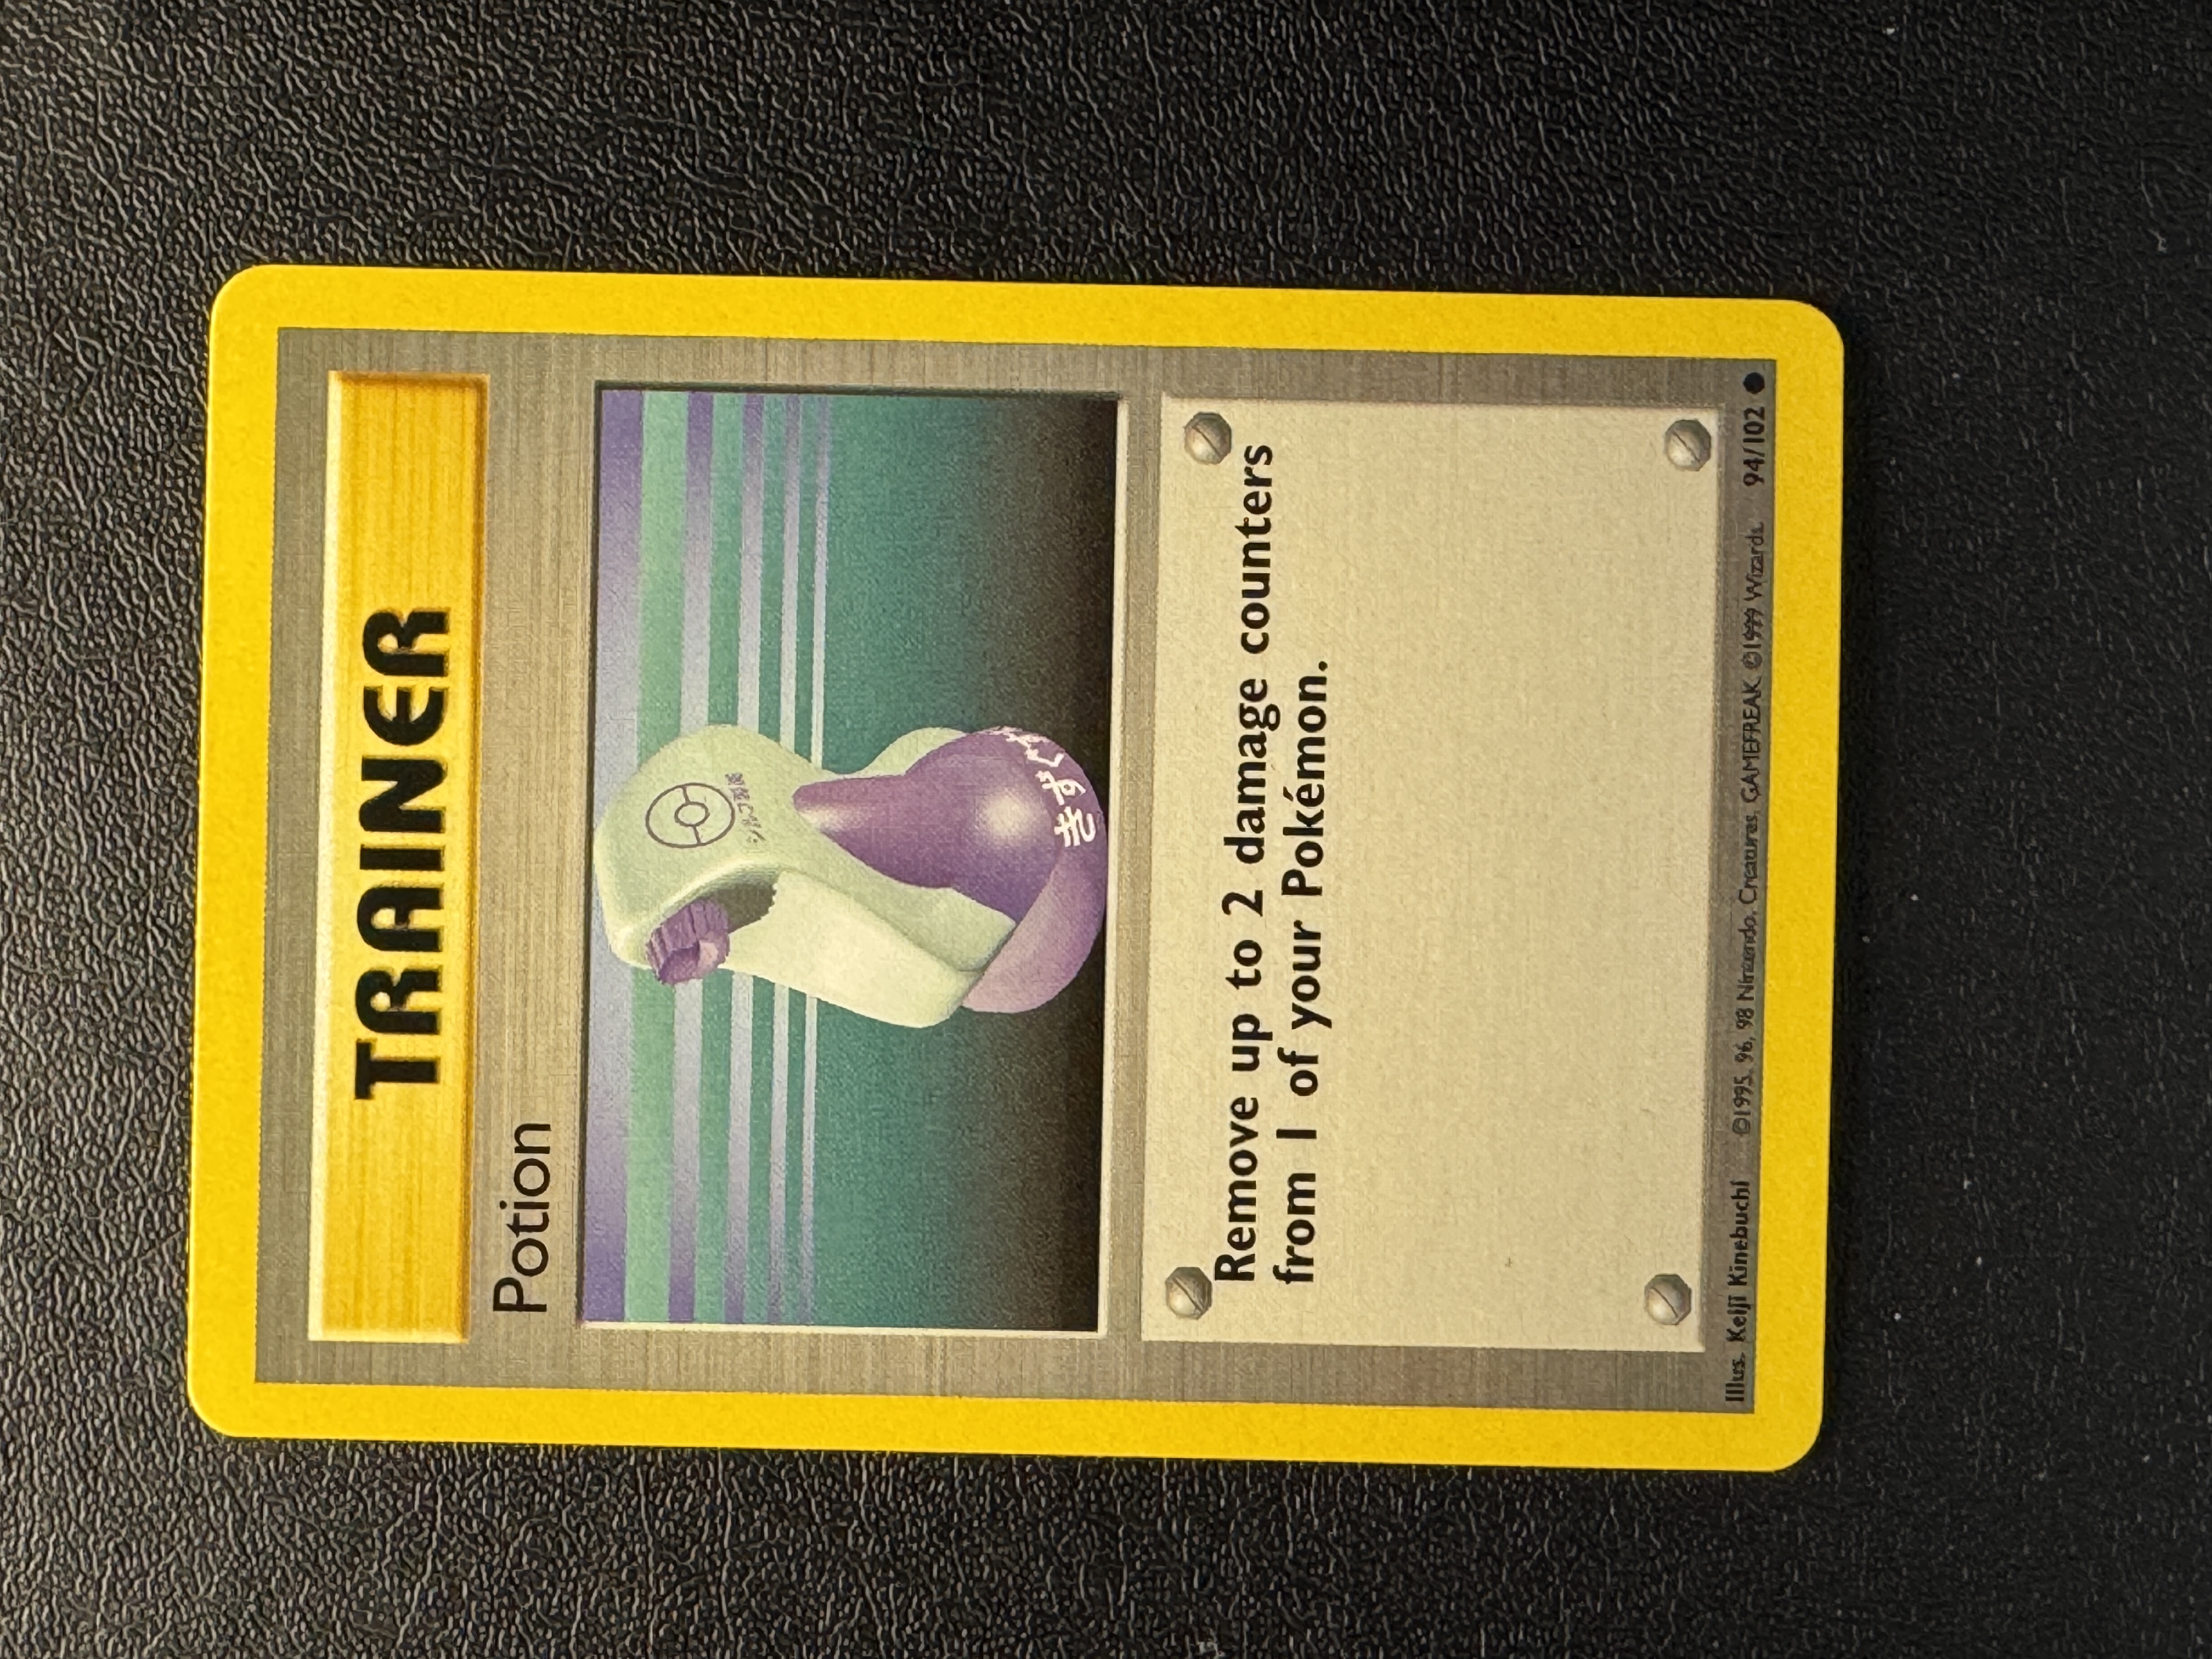 TRAINER
Potion
Remove up to 2 damage counters
from 1 of your Pokémon.
Illus. Keiji Kinebuchi ©1995, 96, 98 Nintendo, Creatures, GAMEFREAK. ©1999 Wizards. 94/102